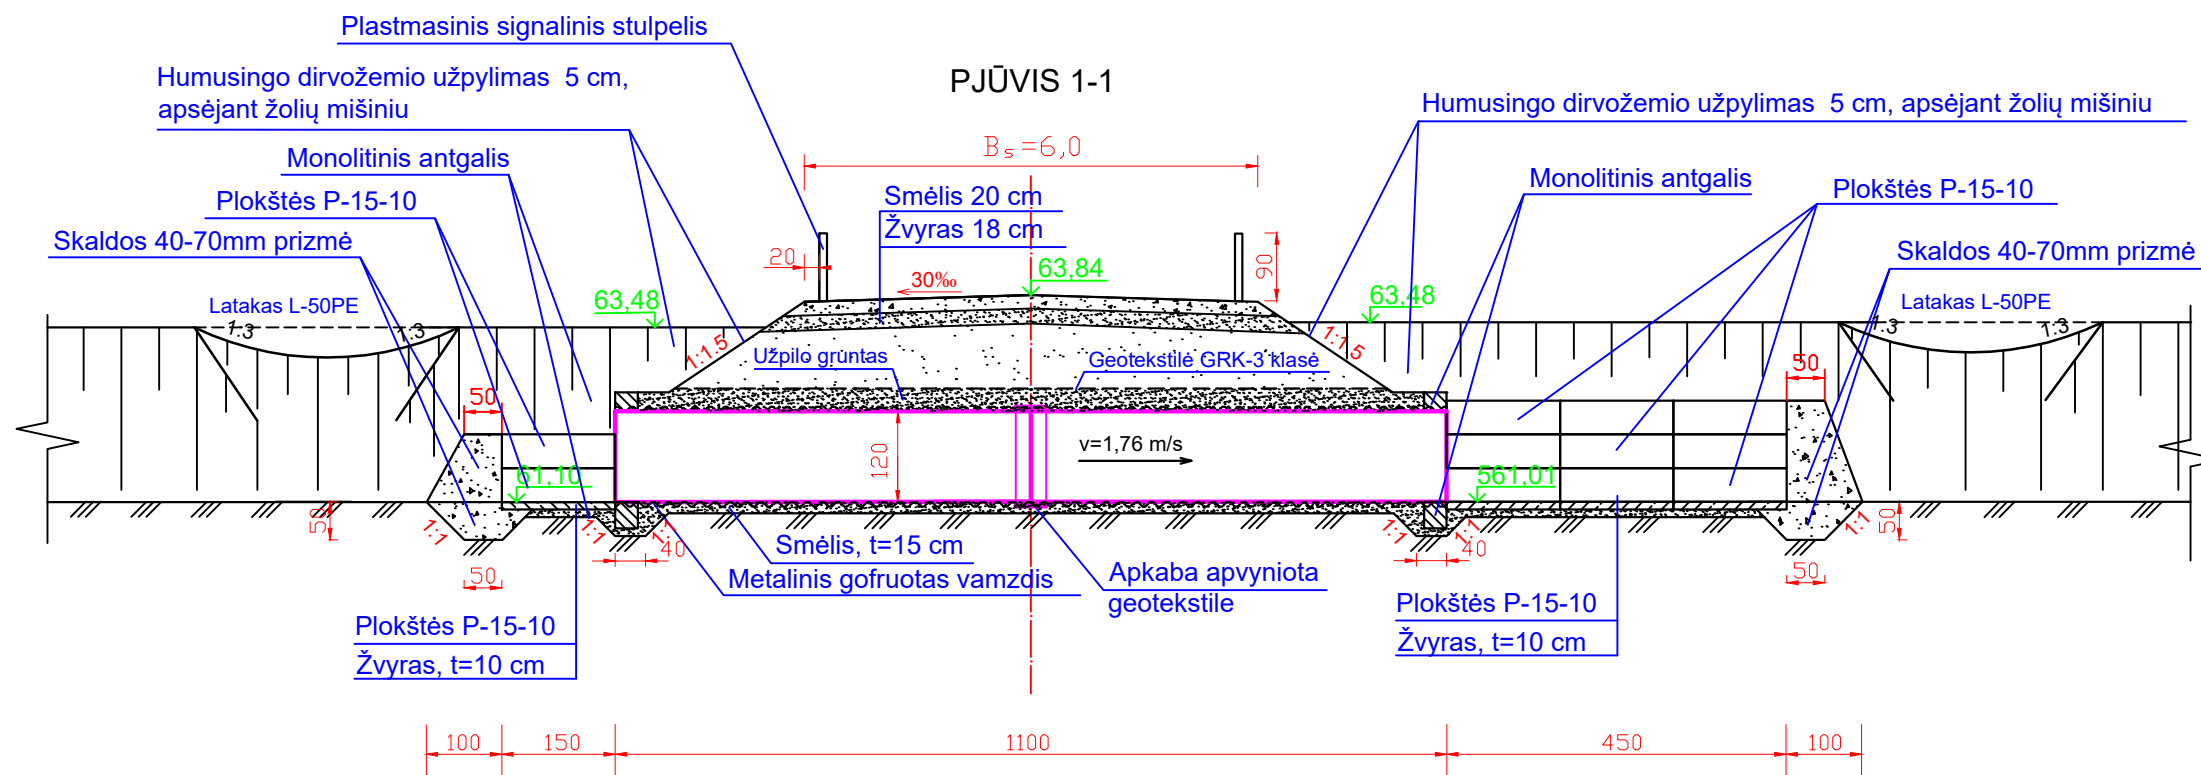 Plastmasinis signalinis stulpelis
PJŪVIS 1-1
Humusingo dirvožemio užpylimas 5 cm,
apsėjant žolių mišiniu
Humusingo dirvožemio užpylimas 5 cm, apsėjant žolių mišiniu
Bs=6,0
Monolitinis antgalis
Monolitinis antgalis
Plokštės P-15-10
Smėlis 20 cm
Plokštės P-15-10
Žvyras 18 cm
Skaldos 40-70mm prizmė
Skaldos 40-70mm prizmė
20
90
63,84
30‰
63,48
63,48
Latakas L-50PE
Latakas L-50PE
1:3
1:3
1:3
1:3
1:1.5
1:1.5
Užpilo gruntas
Geotekstilė GRK-3 klasė
50
50
v=1,76 m/s
120
61,10
561,01
50
50
1:1
1:1
1:1
1:1
1:1
1:1
40
40
Smėlis, t=15 cm
50
50
Metalinis gofruotas vamzdis
Apkaba apvyniota
geotekstile
Plokštės P-15-10
Žvyras, t=10 cm
Plokštės P-15-10
Žvyras, t=10 cm
100
150
1100
450
100